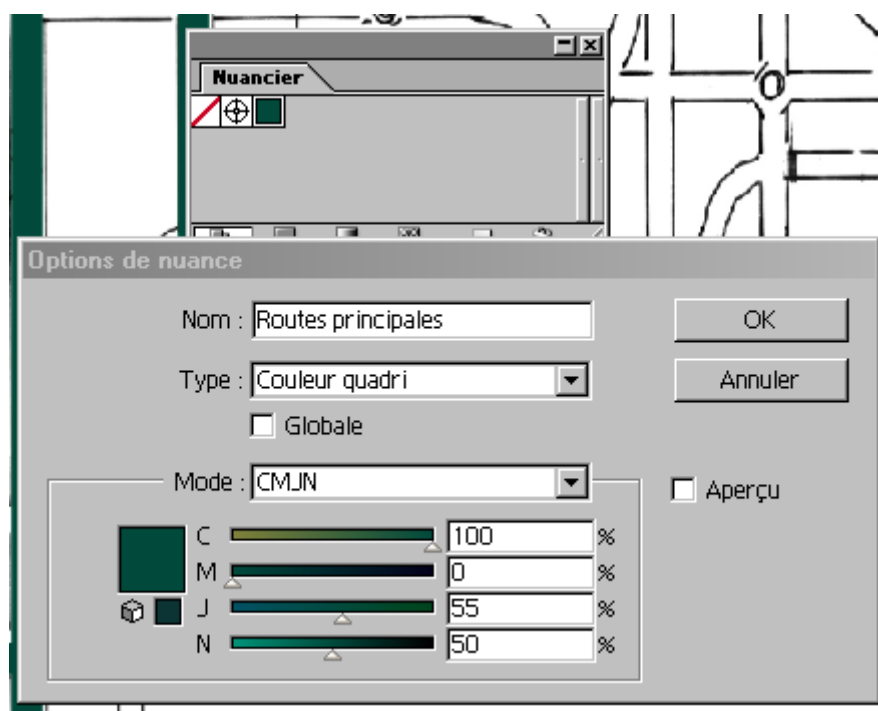 Nuancier
Options de nuance
Nom : Routes principales
OK
Type : Couleur quadri
Annuler
Globale
Mode : CMJN
Aperçu
C 100 %
M 0 %
J 55 %
N 50 %